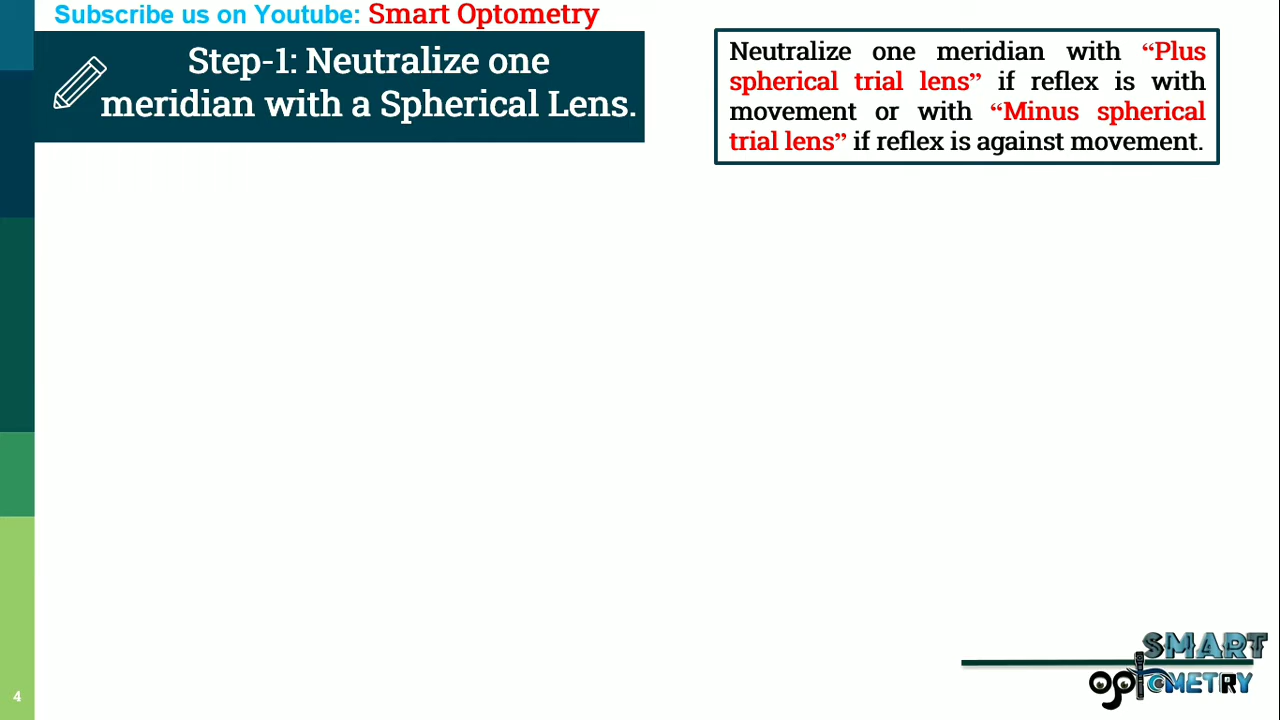 Subscribe us on Youtube: Smart Optometry
Step-1: Neutralize one
meridian with a Spherical Lens.
Neutralize one meridian with “Plus
spherical trial lens” if reflex is with
movement or with “Minus spherical
trial lens” if reflex is against movement.
4
SMART
OptOMETRY